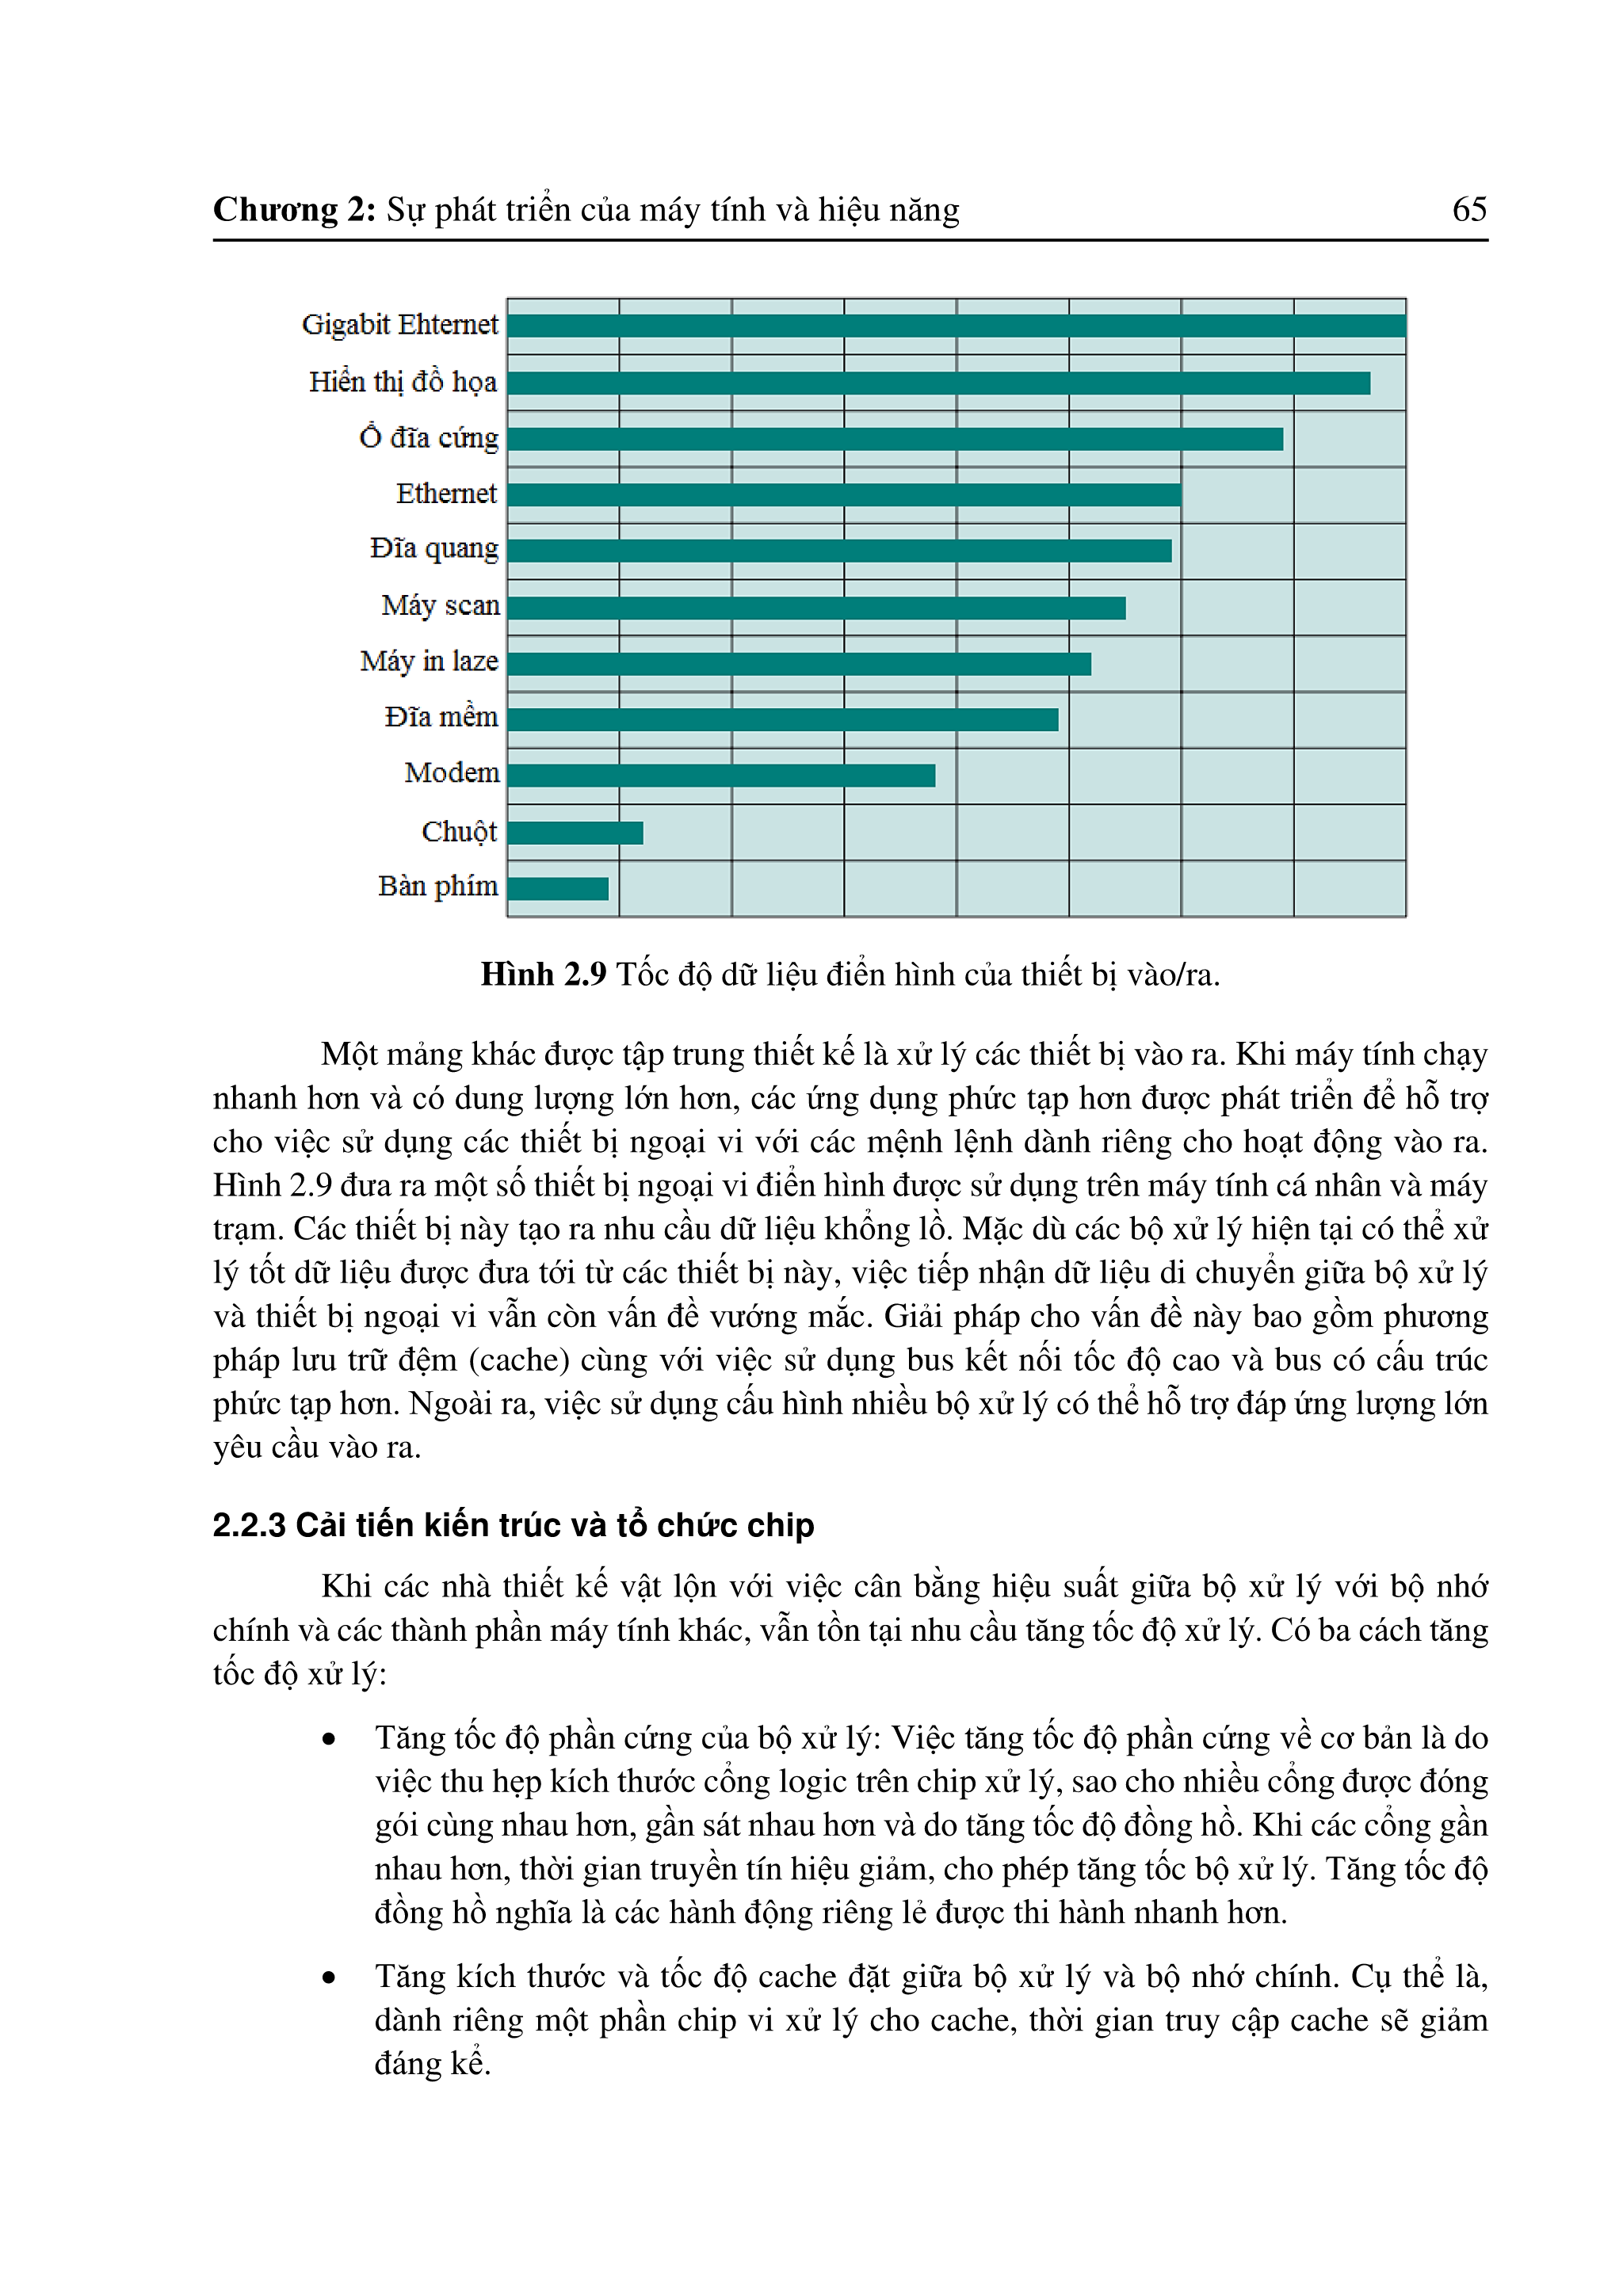 Chương 2: Sự phát triển của máy tính và hiệu năng 65
Gigabit Ehternet
Hiển thị đồ họa
Ổ đĩa cứng
Ethernet
Đĩa quang
Máy scan
Máy in laze
Đĩa mềm
Modem
Chuột
Bàn phím
Hình 2.9 Tốc độ dữ liệu điển hình của thiết bị vào/ra.
Một mảng khác được tập trung thiết kế là xử lý các thiết bị vào ra. Khi máy tính chạy
nhanh hơn và có dung lượng lớn hơn, các ứng dụng phức tạp hơn được phát triển để hỗ trợ
cho việc sử dụng các thiết bị ngoại vi với các mệnh lệnh dành riêng cho hoạt động vào ra.
Hình 2.9 đưa ra một số thiết bị ngoại vi điển hình được sử dụng trên máy tính cá nhân và máy
trạm. Các thiết bị này tạo ra nhu cầu dữ liệu khổng lồ. Mặc dù các bộ xử lý hiện tại có thể xử
lý tốt dữ liệu được đưa tới từ các thiết bị này, việc tiếp nhận dữ liệu di chuyển giữa bộ xử lý
và thiết bị ngoại vi vẫn còn vấn đề vướng mắc. Giải pháp cho vấn đề này bao gồm phương
pháp lưu trữ đệm (cache) cùng với việc sử dụng bus kết nối tốc độ cao và bus có cấu trúc
phức tạp hơn. Ngoài ra, việc sử dụng cấu hình nhiều bộ xử lý có thể hỗ trợ đáp ứng lượng lớn
yêu cầu vào ra.
2.2.3 Cải tiến kiến trúc và tổ chức chip
Khi các nhà thiết kế vật lộn với việc cân bằng hiệu suất giữa bộ xử lý với bộ nhớ
chính và các thành phần máy tính khác, vẫn tồn tại nhu cầu tăng tốc độ xử lý. Có ba cách tăng
tốc độ xử lý:
• Tăng tốc độ phần cứng của bộ xử lý: Việc tăng tốc độ phần cứng về cơ bản là do
việc thu hẹp kích thước cổng logic trên chip xử lý, sao cho nhiều cổng được đóng
gói cùng nhau hơn, gần sát nhau hơn và do tăng tốc độ đồng hồ. Khi các cổng gần
nhau hơn, thời gian truyền tín hiệu giảm, cho phép tăng tốc bộ xử lý. Tăng tốc độ
đồng hồ nghĩa là các hành động riêng lẻ được thi hành nhanh hơn.
• Tăng kích thước và tốc độ cache đặt giữa bộ xử lý và bộ nhớ chính. Cụ thể là,
dành riêng một phần chip vi xử lý cho cache, thời gian truy cập cache sẽ giảm
đáng kể.